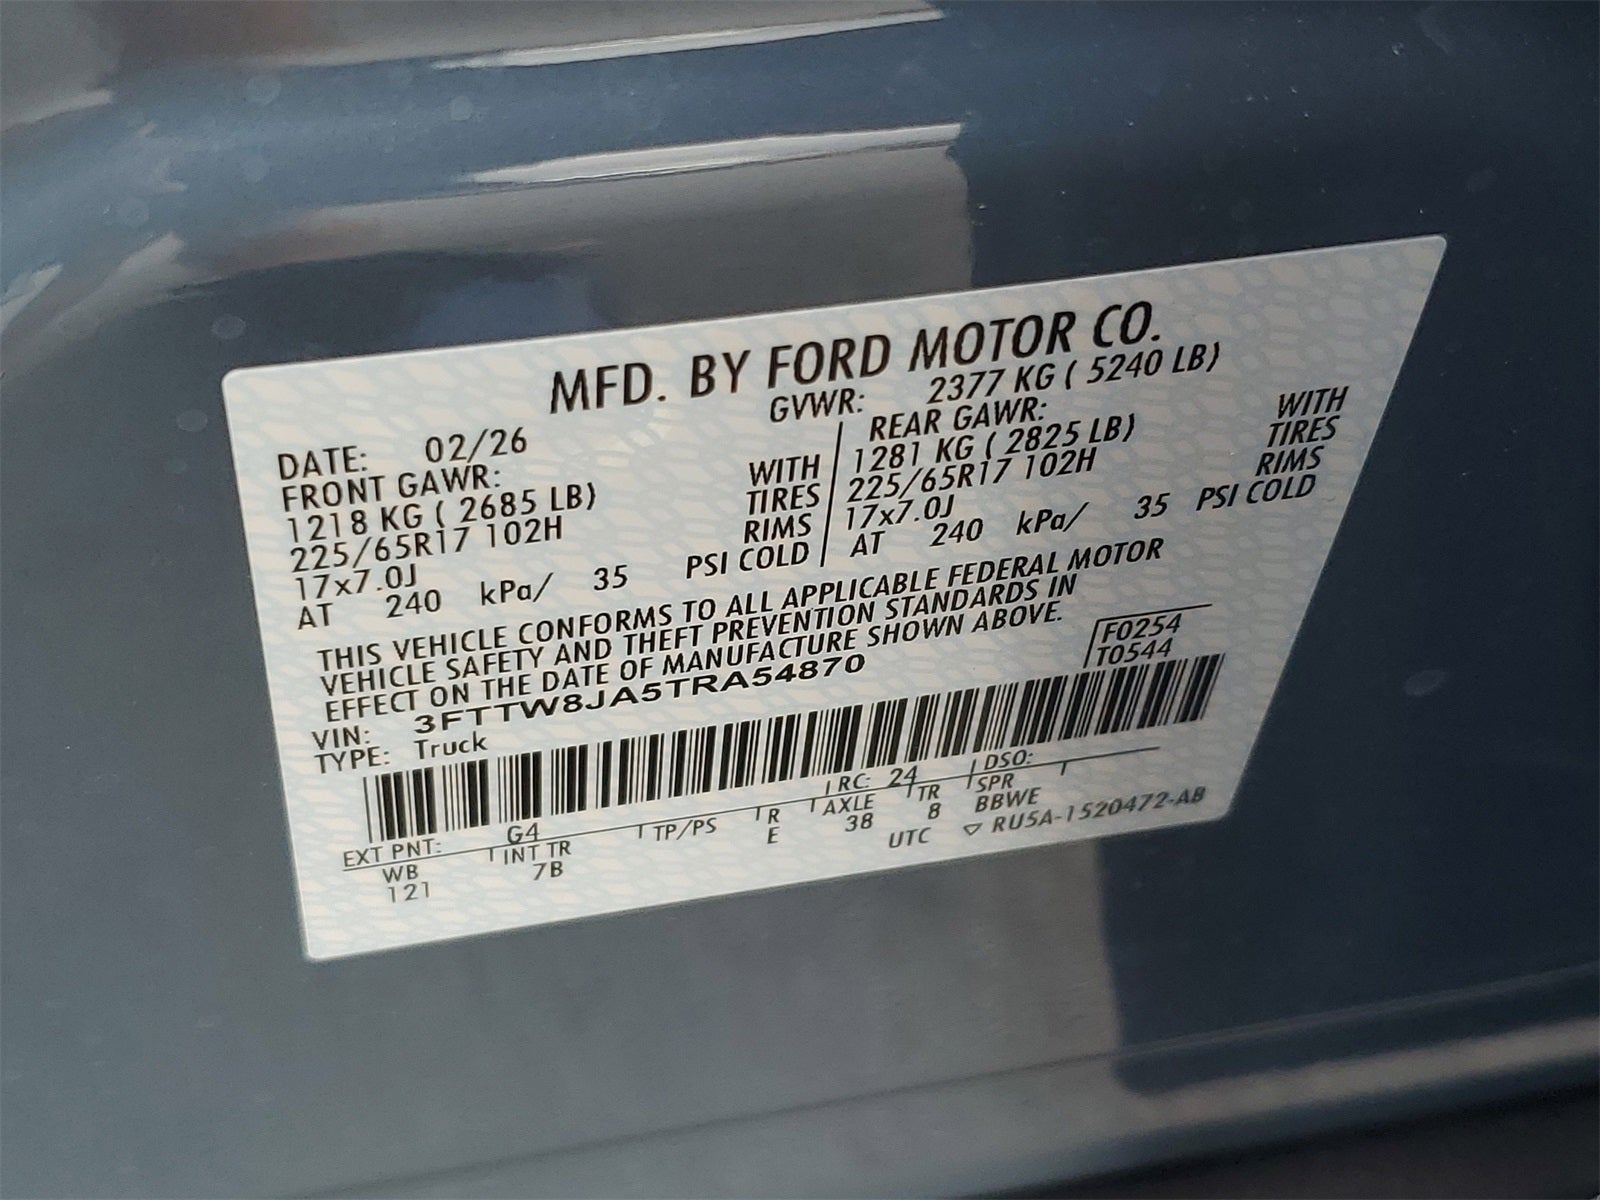 MFD. BY FORD MOTOR CO.
DATE: 02/26 GVWR: 2377 KG ( 5240 LB)
FRONT GAWR: REAR GAWR:
1218 KG ( 2685 LB) WITH 1281 KG ( 2825 LB) WITH
225/65R17 102H TIRES 225/65R17 102H TIRES
17x7.0J RIMS 17x7.0J RIMS
AT 240 kPa/ 35 PSI COLD AT 240 kPa/ 35 PSI COLD
THIS VEHICLE CONFORMS TO ALL APPLICABLE FEDERAL MOTOR
VEHICLE SAFETY AND THEFT PREVENTION STANDARDS IN
EFFECT ON THE DATE OF MANUFACTURE SHOWN ABOVE.
VIN: 3FTTW8JA5TRA54870 F0254
TYPE: Truck T0544
EXT PNT: G4 RC: 24 DSO:
WB INT TR TP/PS R AXLE TR SPR
121 7B E 38 8 BBWE
UTC ▽ RU5A-1520472-AB